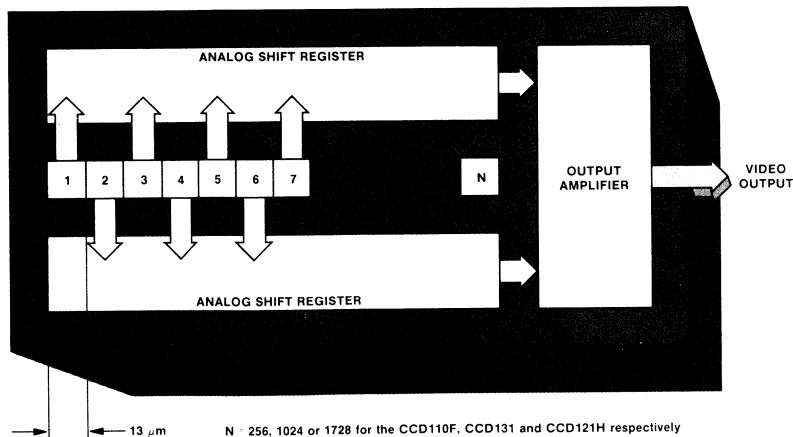 ANALOG SHIFT REGISTER
1 2 3 4 5 6 7 N
OUTPUT
AMPLIFIER
VIDEO
OUTPUT
ANALOG SHIFT REGISTER
13 μm
N = 256, 1024 or 1728 for the CCD110F, CCD131 and CCD121H respectively